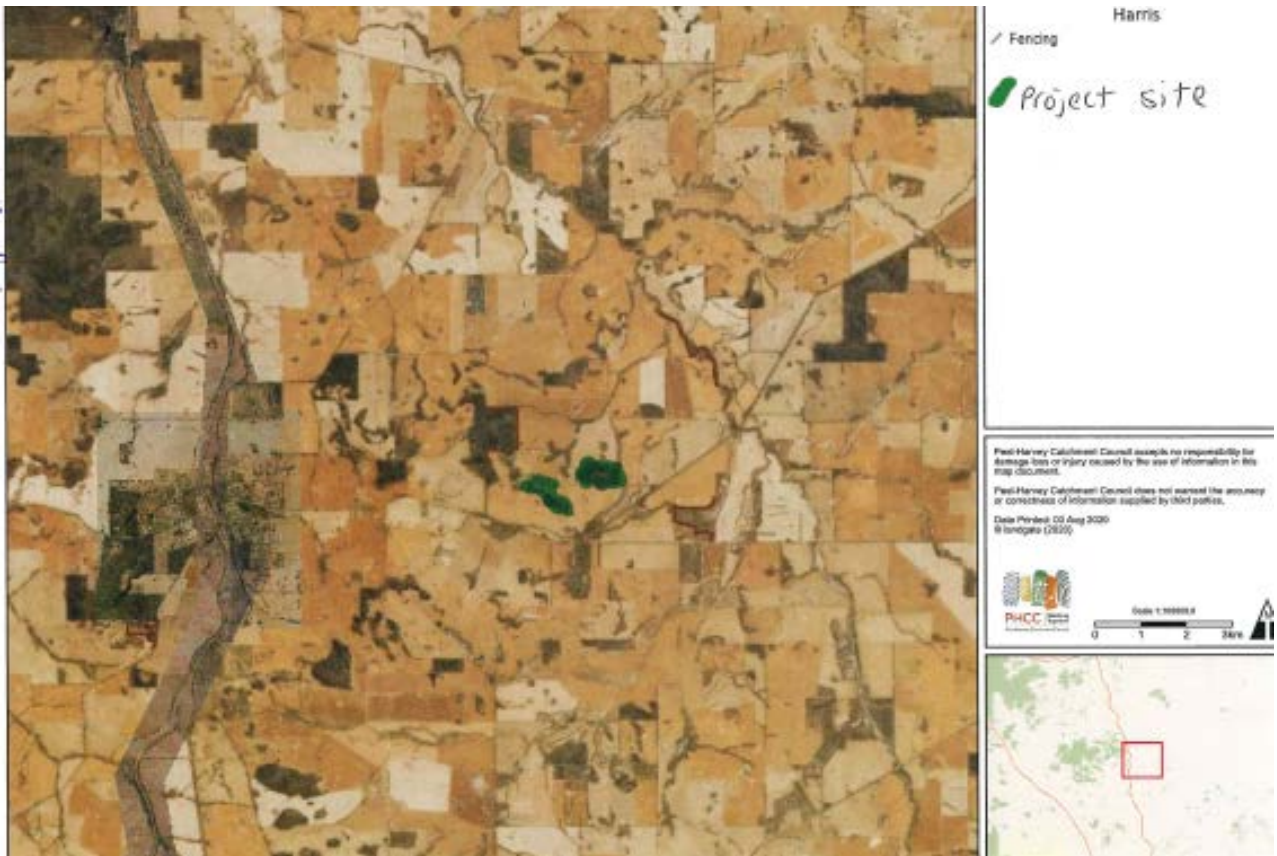 Harris
Fencing
Project site
Peel-Harvey Catchment Council accepts no responsibility for
damage loss or injury caused by the use of information in this
map document.
Peel-Harvey Catchment Council does not warrant the accuracy
or correctness of information supplied by third parties.
Date Printed: 03 Aug 2020
© landgate (2020)
PHCC
0 1 2 3km